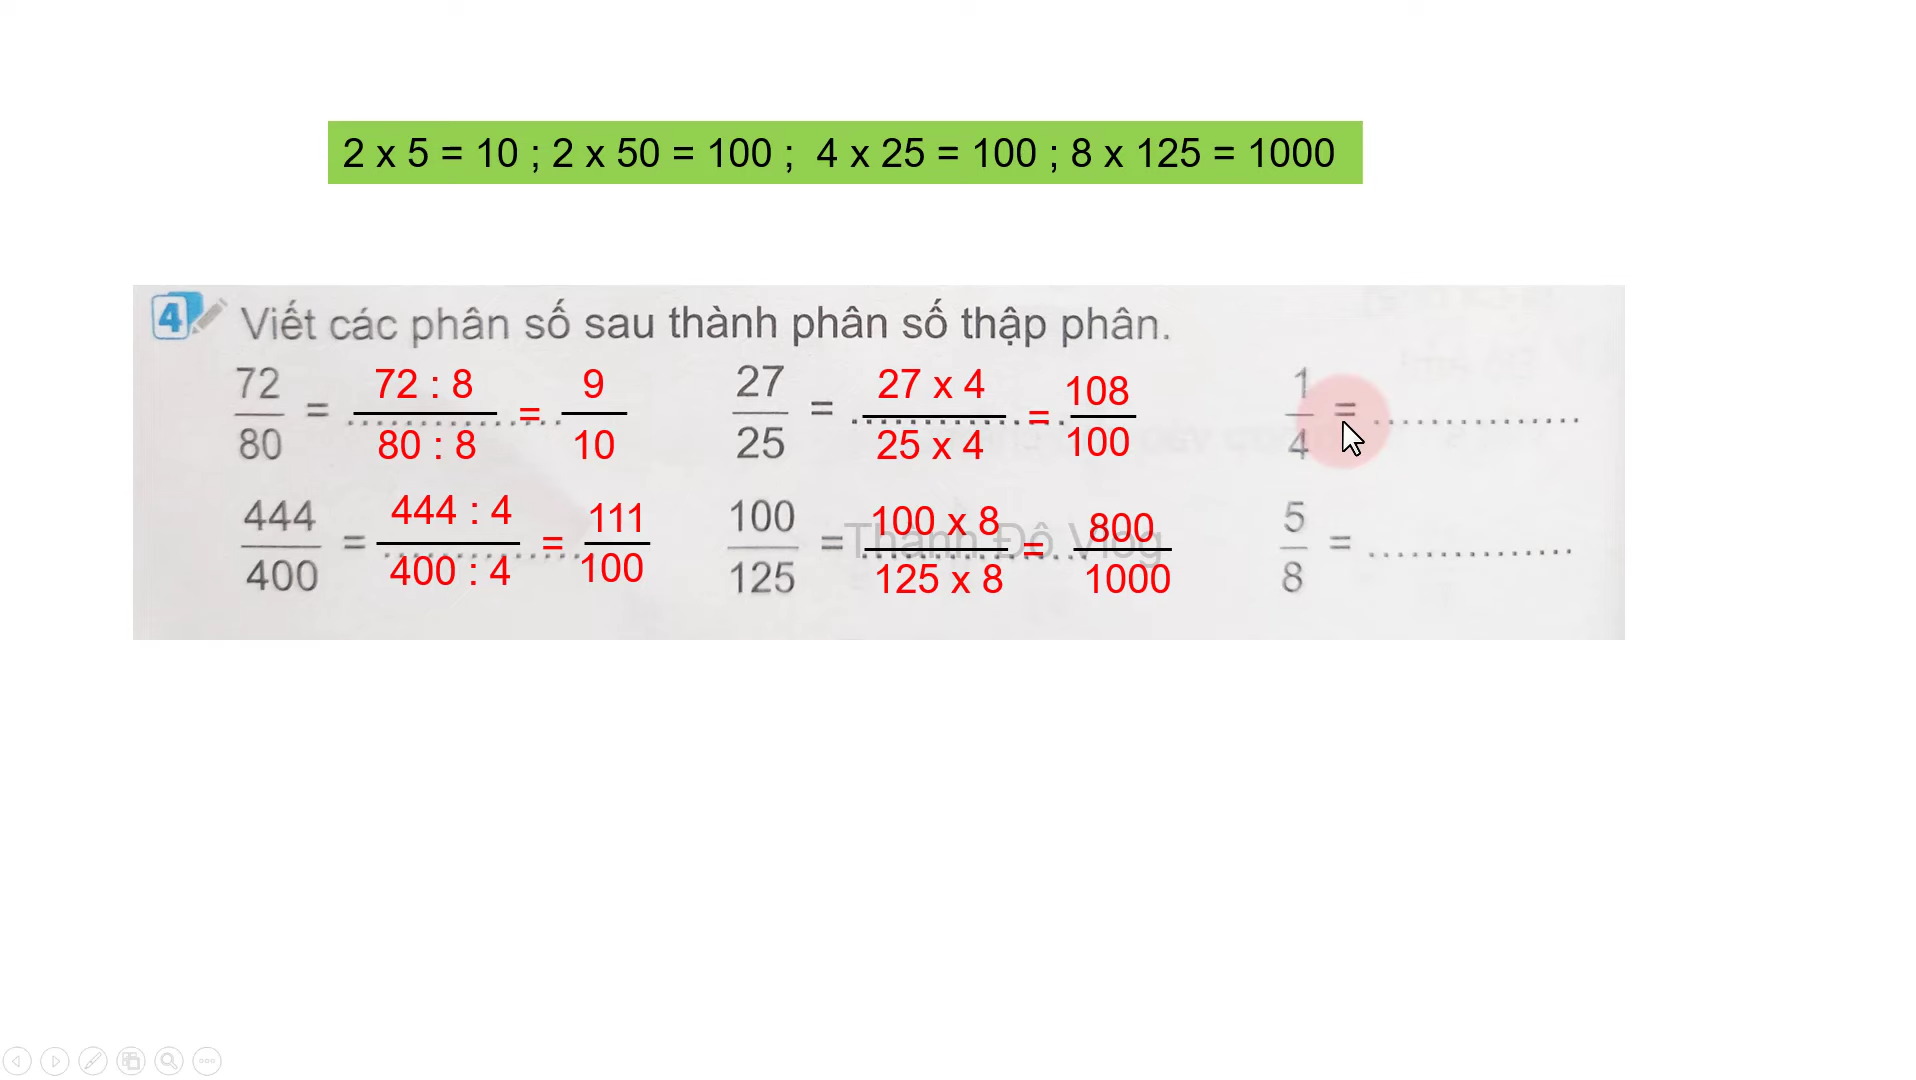 2 x 5 = 10 ; 2 x 50 = 100 ; 4 x 25 = 100 ; 8 x 125 = 1000
4 Viết các phân số sau thành phân số thập phân.
72/80 = 72 : 8/80 : 8 = 9/10
27/25 = 27 x 4/25 x 4 = 108/100
1/4 = ...............
444/400 = 444 : 4/400 : 4 = 111/100
100/125 = 100 x 8/125 x 8 = 800/1000
5/8 = ...............
Thành Đô Vlog